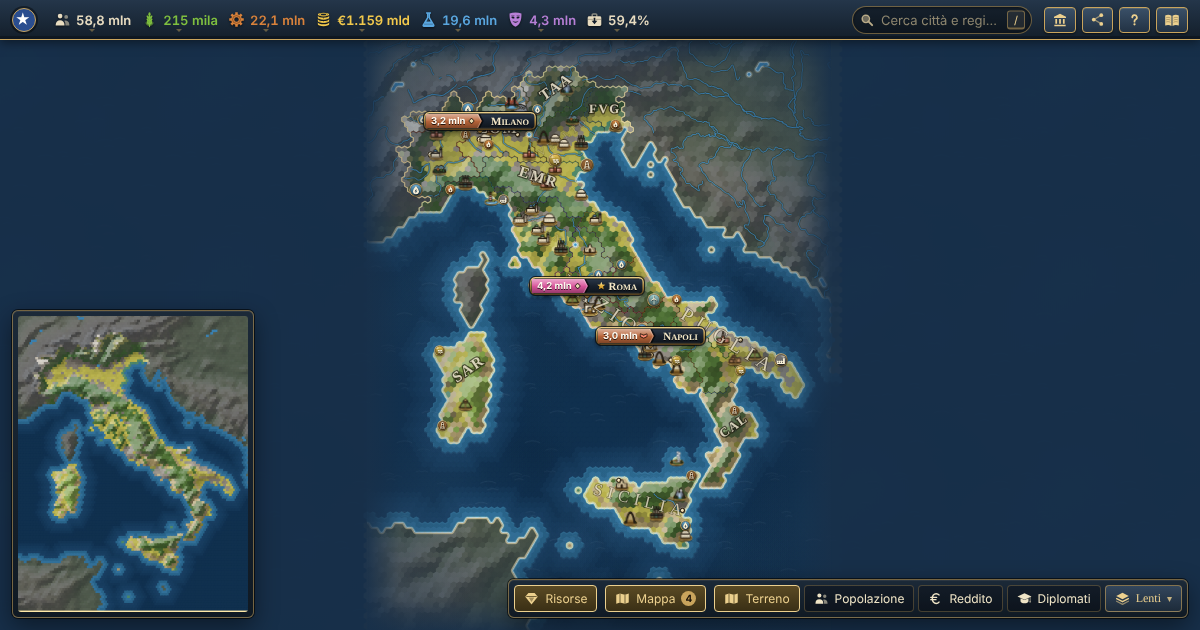 58,8 mln 215 mila 22,1 mln €1.159 mld 19,6 mln 4,3 mln 59,4% Cerca città e regi... / ?
TAA
FVG
3,2 mln Milano
EMR
4,2 mln Roma
PUGLIA
3,0 mln Napoli
SAR
CAL
SICILIA
Risorse Mappa 4 Terreno Popolazione € Reddito Diplomati Lenti